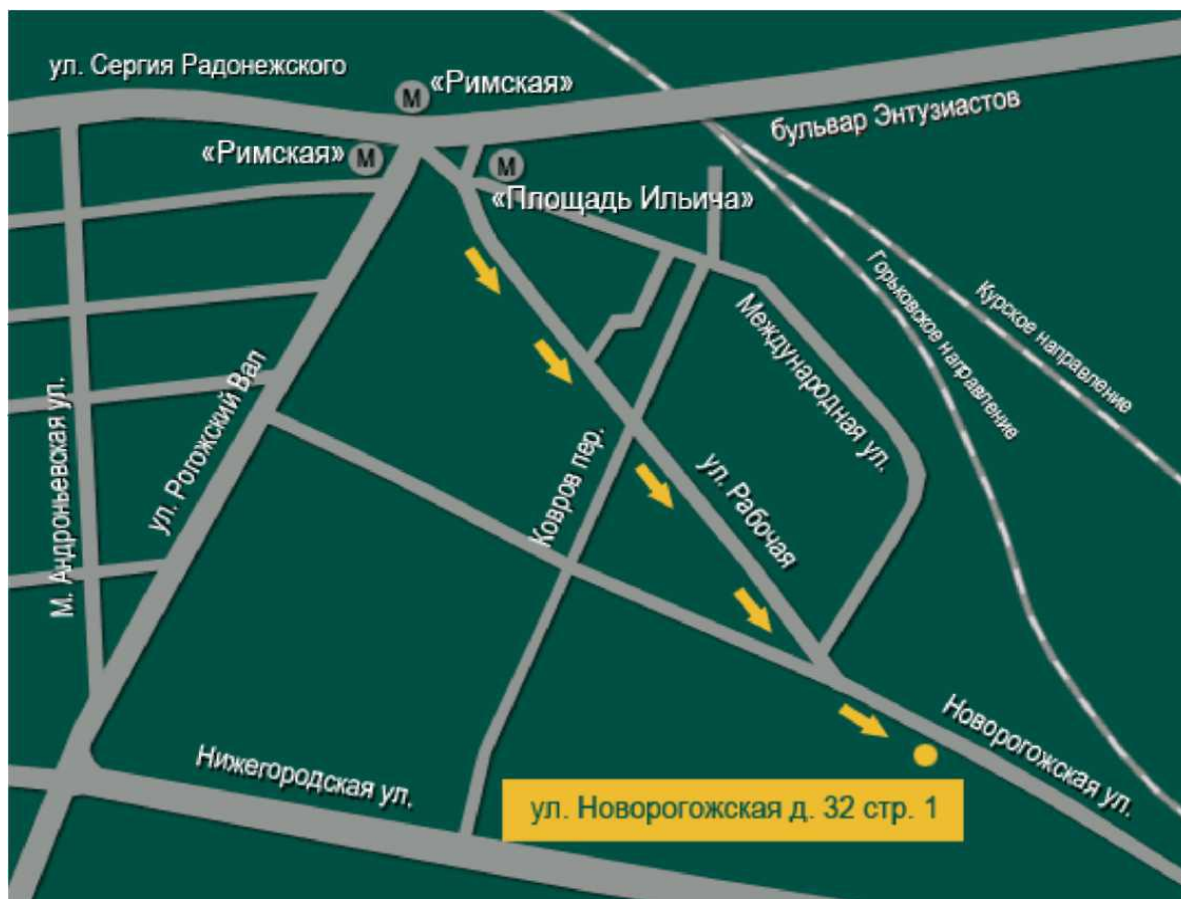 ул. Сергия Радонежского
«Римская»
М
бульвар Энтузиастов
«Римская»
М
М
«Площадь Ильича»
Горьковское направление
Курское направление
Международная ул.
М. Андроньевская ул.
ул. Рогожский Вал
Ковров пер.
ул. Рабочая
Новорогожская ул.
Нижегородская ул.
ул. Новорогожская д. 32 стр. 1